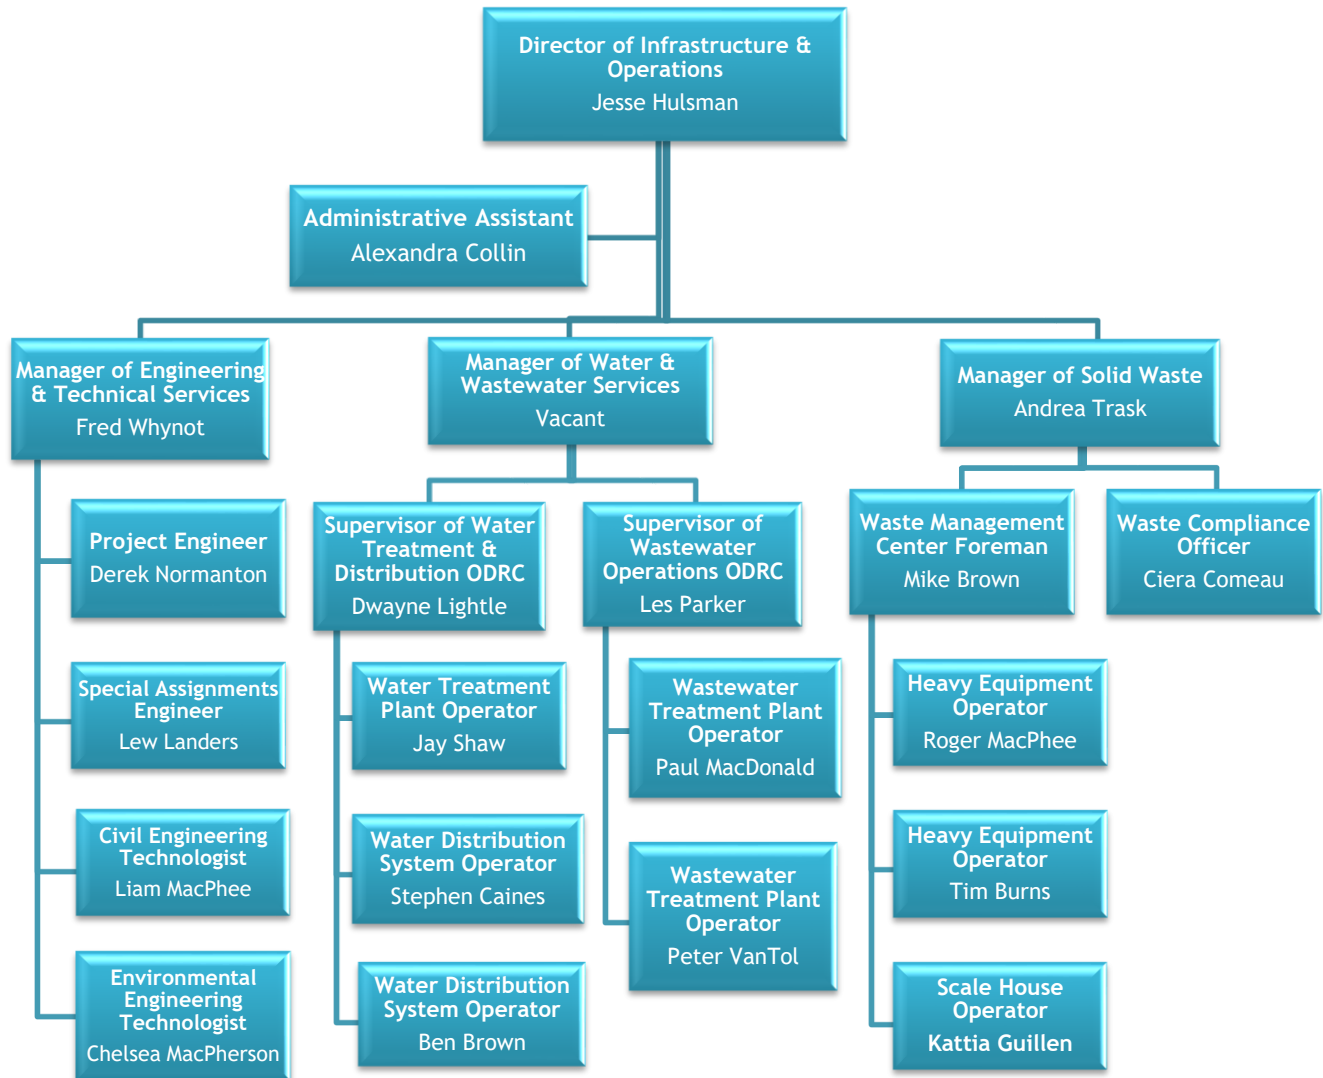 Director of Infrastructure &
Operations
Jesse Hulsman
Administrative Assistant
Alexandra Collin
Manager of Engineering
& Technical Services
Fred Whynot
Manager of Water &
Wastewater Services
Vacant
Manager of Solid Waste
Andrea Trask
Project Engineer
Derek Normanton
Special Assignments
Engineer
Lew Landers
Civil Engineering
Technologist
Liam MacPhee
Environmental
Engineering
Technologist
Chelsea MacPherson
Supervisor of Water
Treatment &
Distribution ODRC
Dwayne Lightle
Water Treatment
Plant Operator
Jay Shaw
Water Distribution
System Operator
Stephen Caines
Water Distribution
System Operator
Ben Brown
Supervisor of
Wastewater
Operations ODRC
Les Parker
Wastewater
Treatment Plant
Operator
Paul MacDonald
Wastewater
Treatment Plant
Operator
Peter VanTol
Waste Management
Center Foreman
Mike Brown
Heavy Equipment
Operator
Roger MacPhee
Heavy Equipment
Operator
Tim Burns
Scale House
Operator
Kattia Guillen
Waste Compliance
Officer
Ciera Comeau